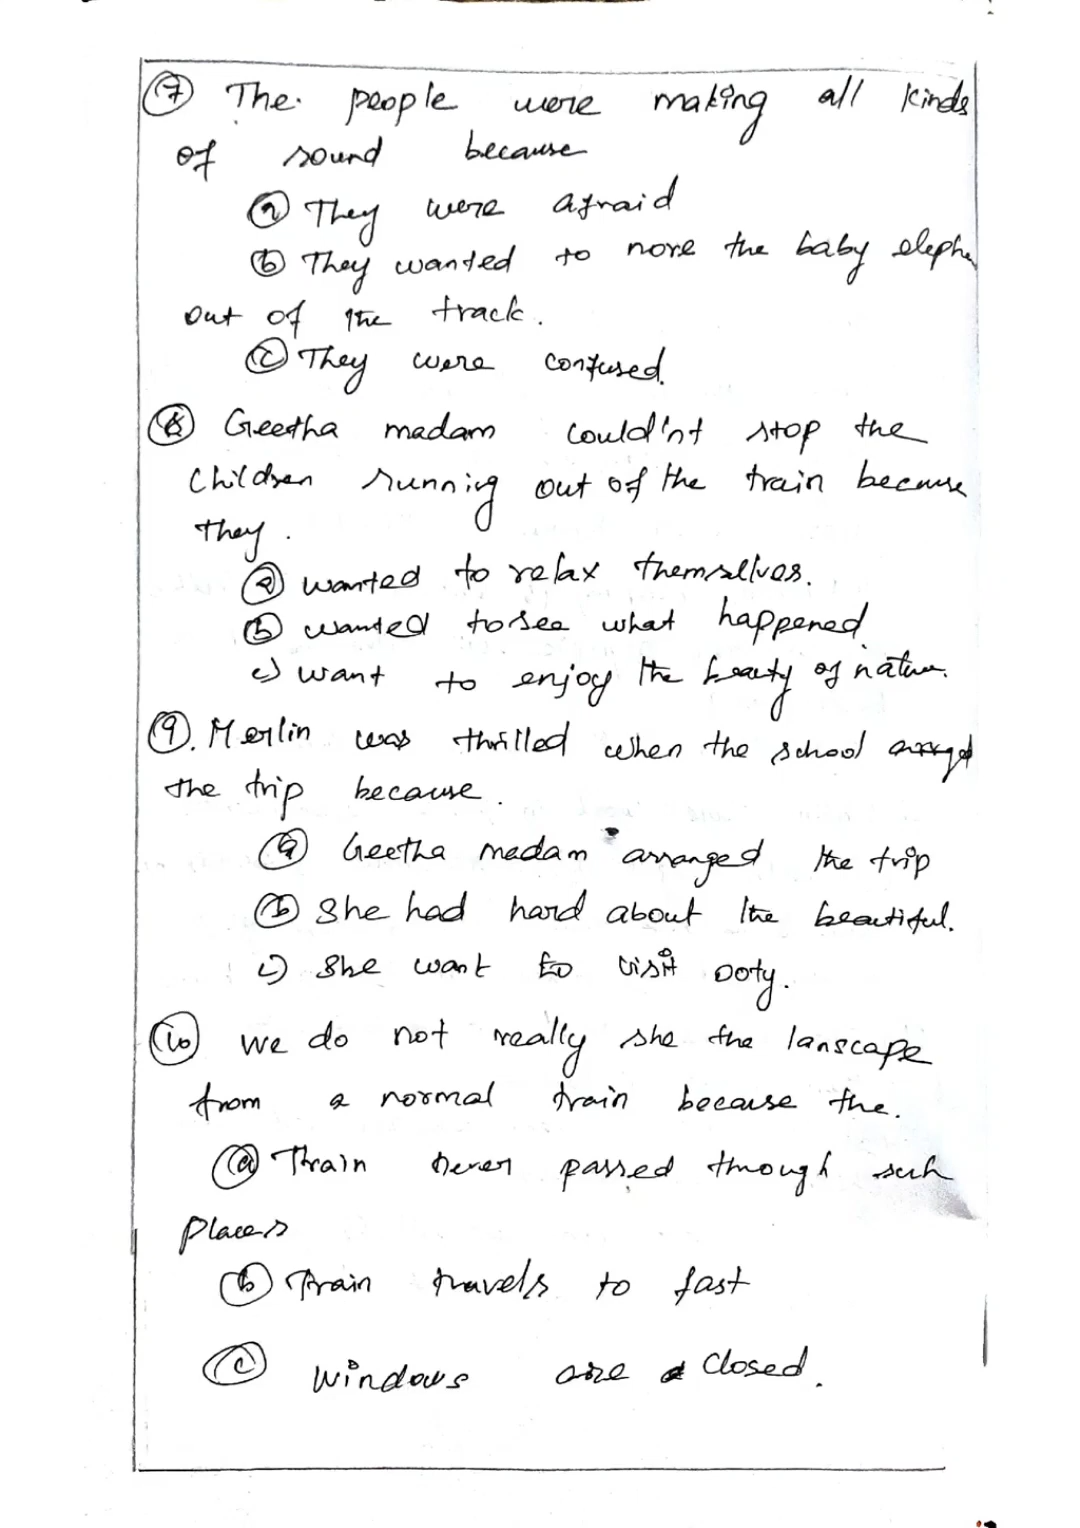 7 The people were making all kinds
of sound because
a They were afraid
b They wanted to nove the baby elepha
out of the track.
c They were confused.
8 Geetha madam could'nt stop the
Children running out of the train because
they.
a wanted to relax themselves.
b wanted to see what happened
c) want to enjoy the beauty of nature.
9. Merlin was thrilled when the school
the trip because.
a Geetha madam arranged the trip
b She had hard about the beautiful.
c) She want to visit ooty.
10 we do not really she the lanscape
from a normal train because the.
a Train never passed through such
places
b Train travels to fast
c windows are closed.